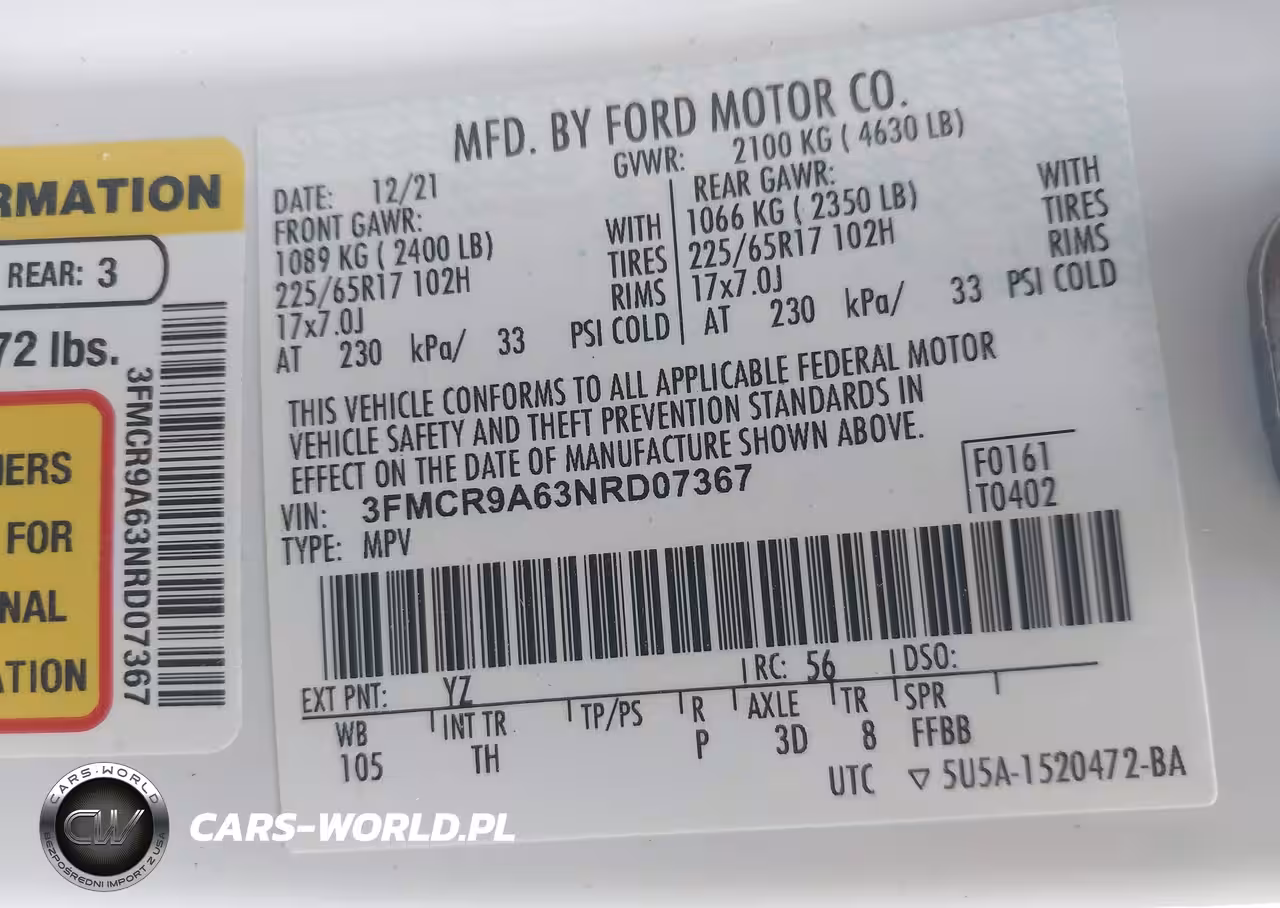 RMATION
REAR: 3
72 lbs.
3FMCR9A63NRD07367
ERS
FOR
NAL
ATION
MFD. BY FORD MOTOR CO.
DATE: 12/21 GVWR: 2100 KG ( 4630 LB)
FRONT GAWR:
1089 KG ( 2400 LB) WITH
225/65R17 102H TIRES
17x7.0J RIMS
AT 230 kPa/ 33 PSI COLD
REAR GAWR:
1066 KG ( 2350 LB) WITH
225/65R17 102H TIRES
17x7.0J RIMS
AT 230 kPa/ 33 PSI COLD
THIS VEHICLE CONFORMS TO ALL APPLICABLE FEDERAL MOTOR
VEHICLE SAFETY AND THEFT PREVENTION STANDARDS IN
EFFECT ON THE DATE OF MANUFACTURE SHOWN ABOVE.
VIN: 3FMCR9A63NRD07367
TYPE: MPV
F0161
T0402
EXT PNT: YZ RC: 56 DSO:
WB INT TR TP/PS R AXLE TR SPR
105 TH P 3D 8 FFBB
UTC ▽ 5U5A-1520472-BA
CARS-WORLD
CW
BEZPOŚREDNI IMPORT Z USA
CARS-WORLD.PL